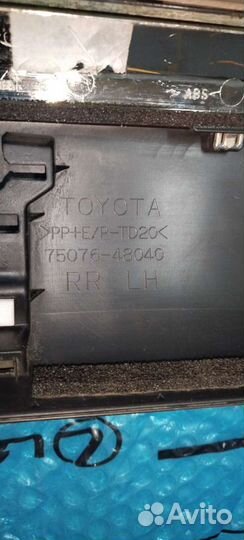 >ABS<
TOYOTA
>PP+E/P-TD20<
75076-48040
RR LH
Avito